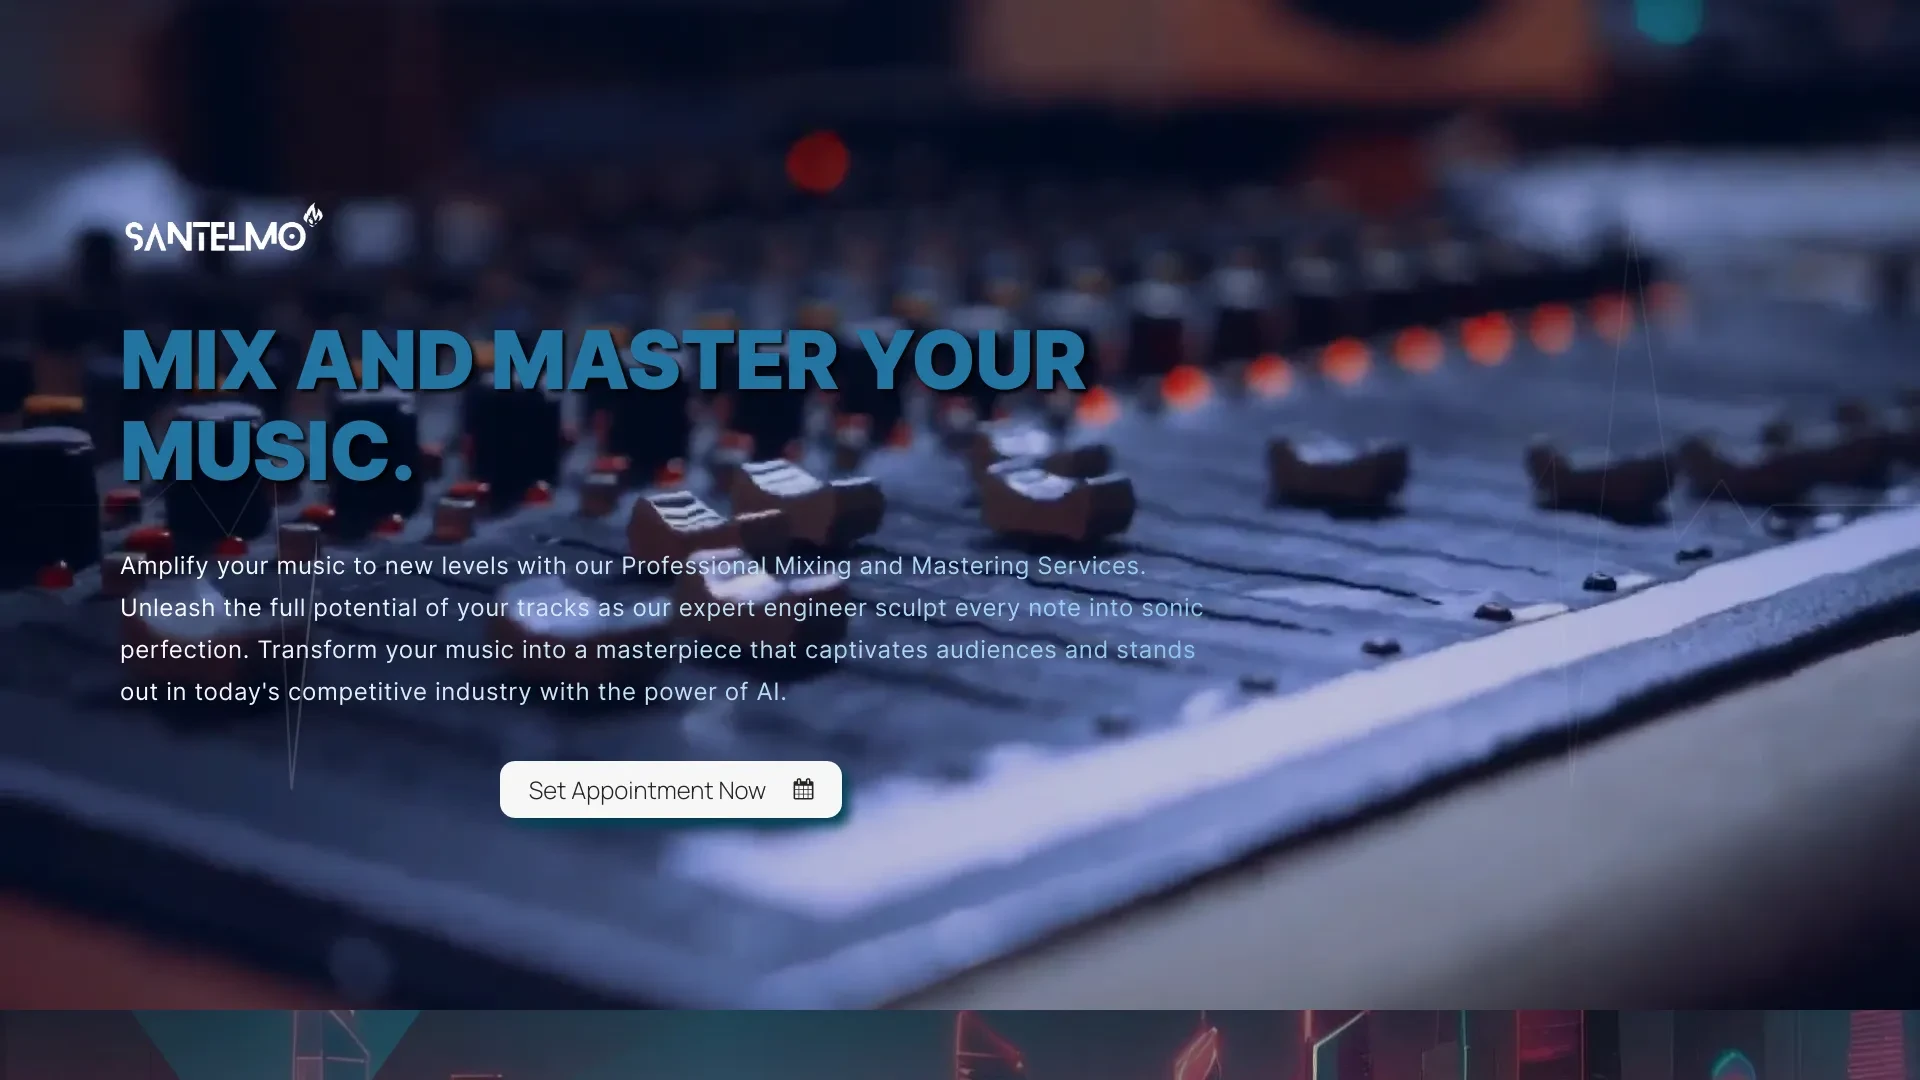 SANTELMO
MIX AND MASTER YOUR
MUSIC.
Amplify your music to new levels with our Professional Mixing and Mastering Services.
Unleash the full potential of your tracks as our expert engineer sculpt every note into sonic
perfection. Transform your music into a masterpiece that captivates audiences and stands
out in today's competitive industry with the power of AI.
Set Appointment Now